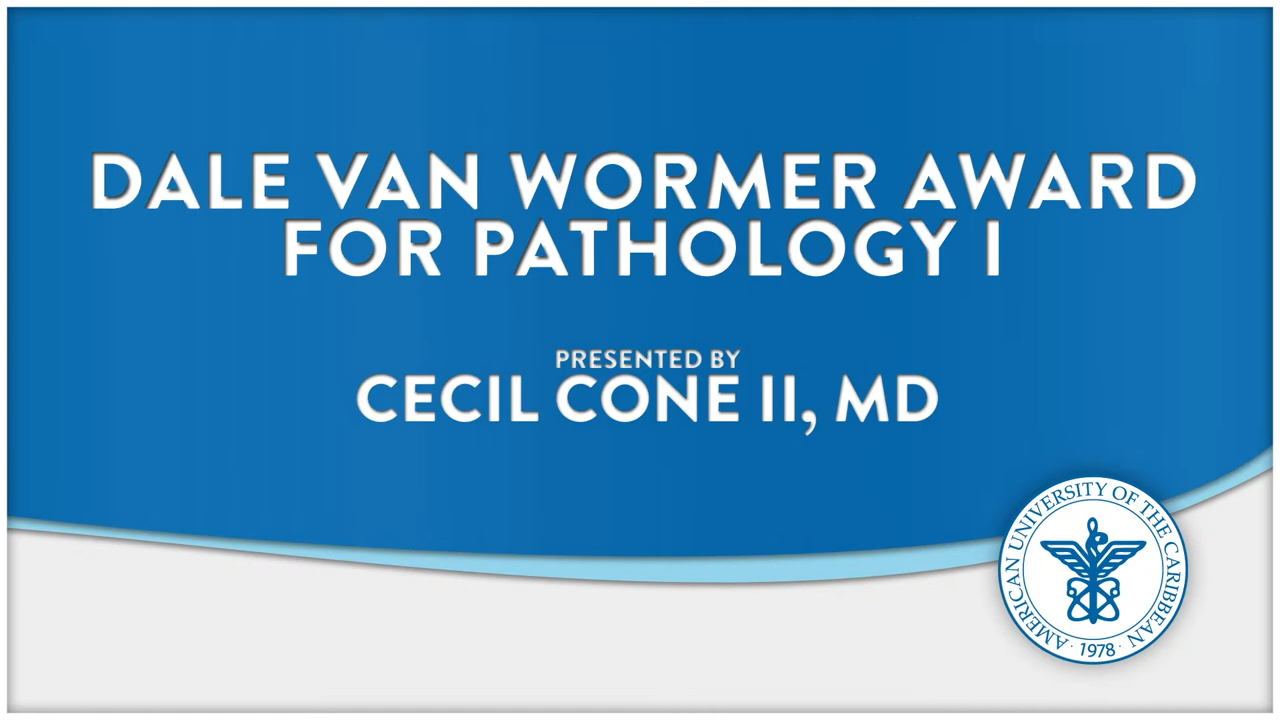 DALE VAN WORMER AWARD
FOR PATHOLOGY I
PRESENTED BY
CECIL CONE II, MD
AMERICAN UNIVERSITY OF THE CARIBBEAN
· 1978 ·